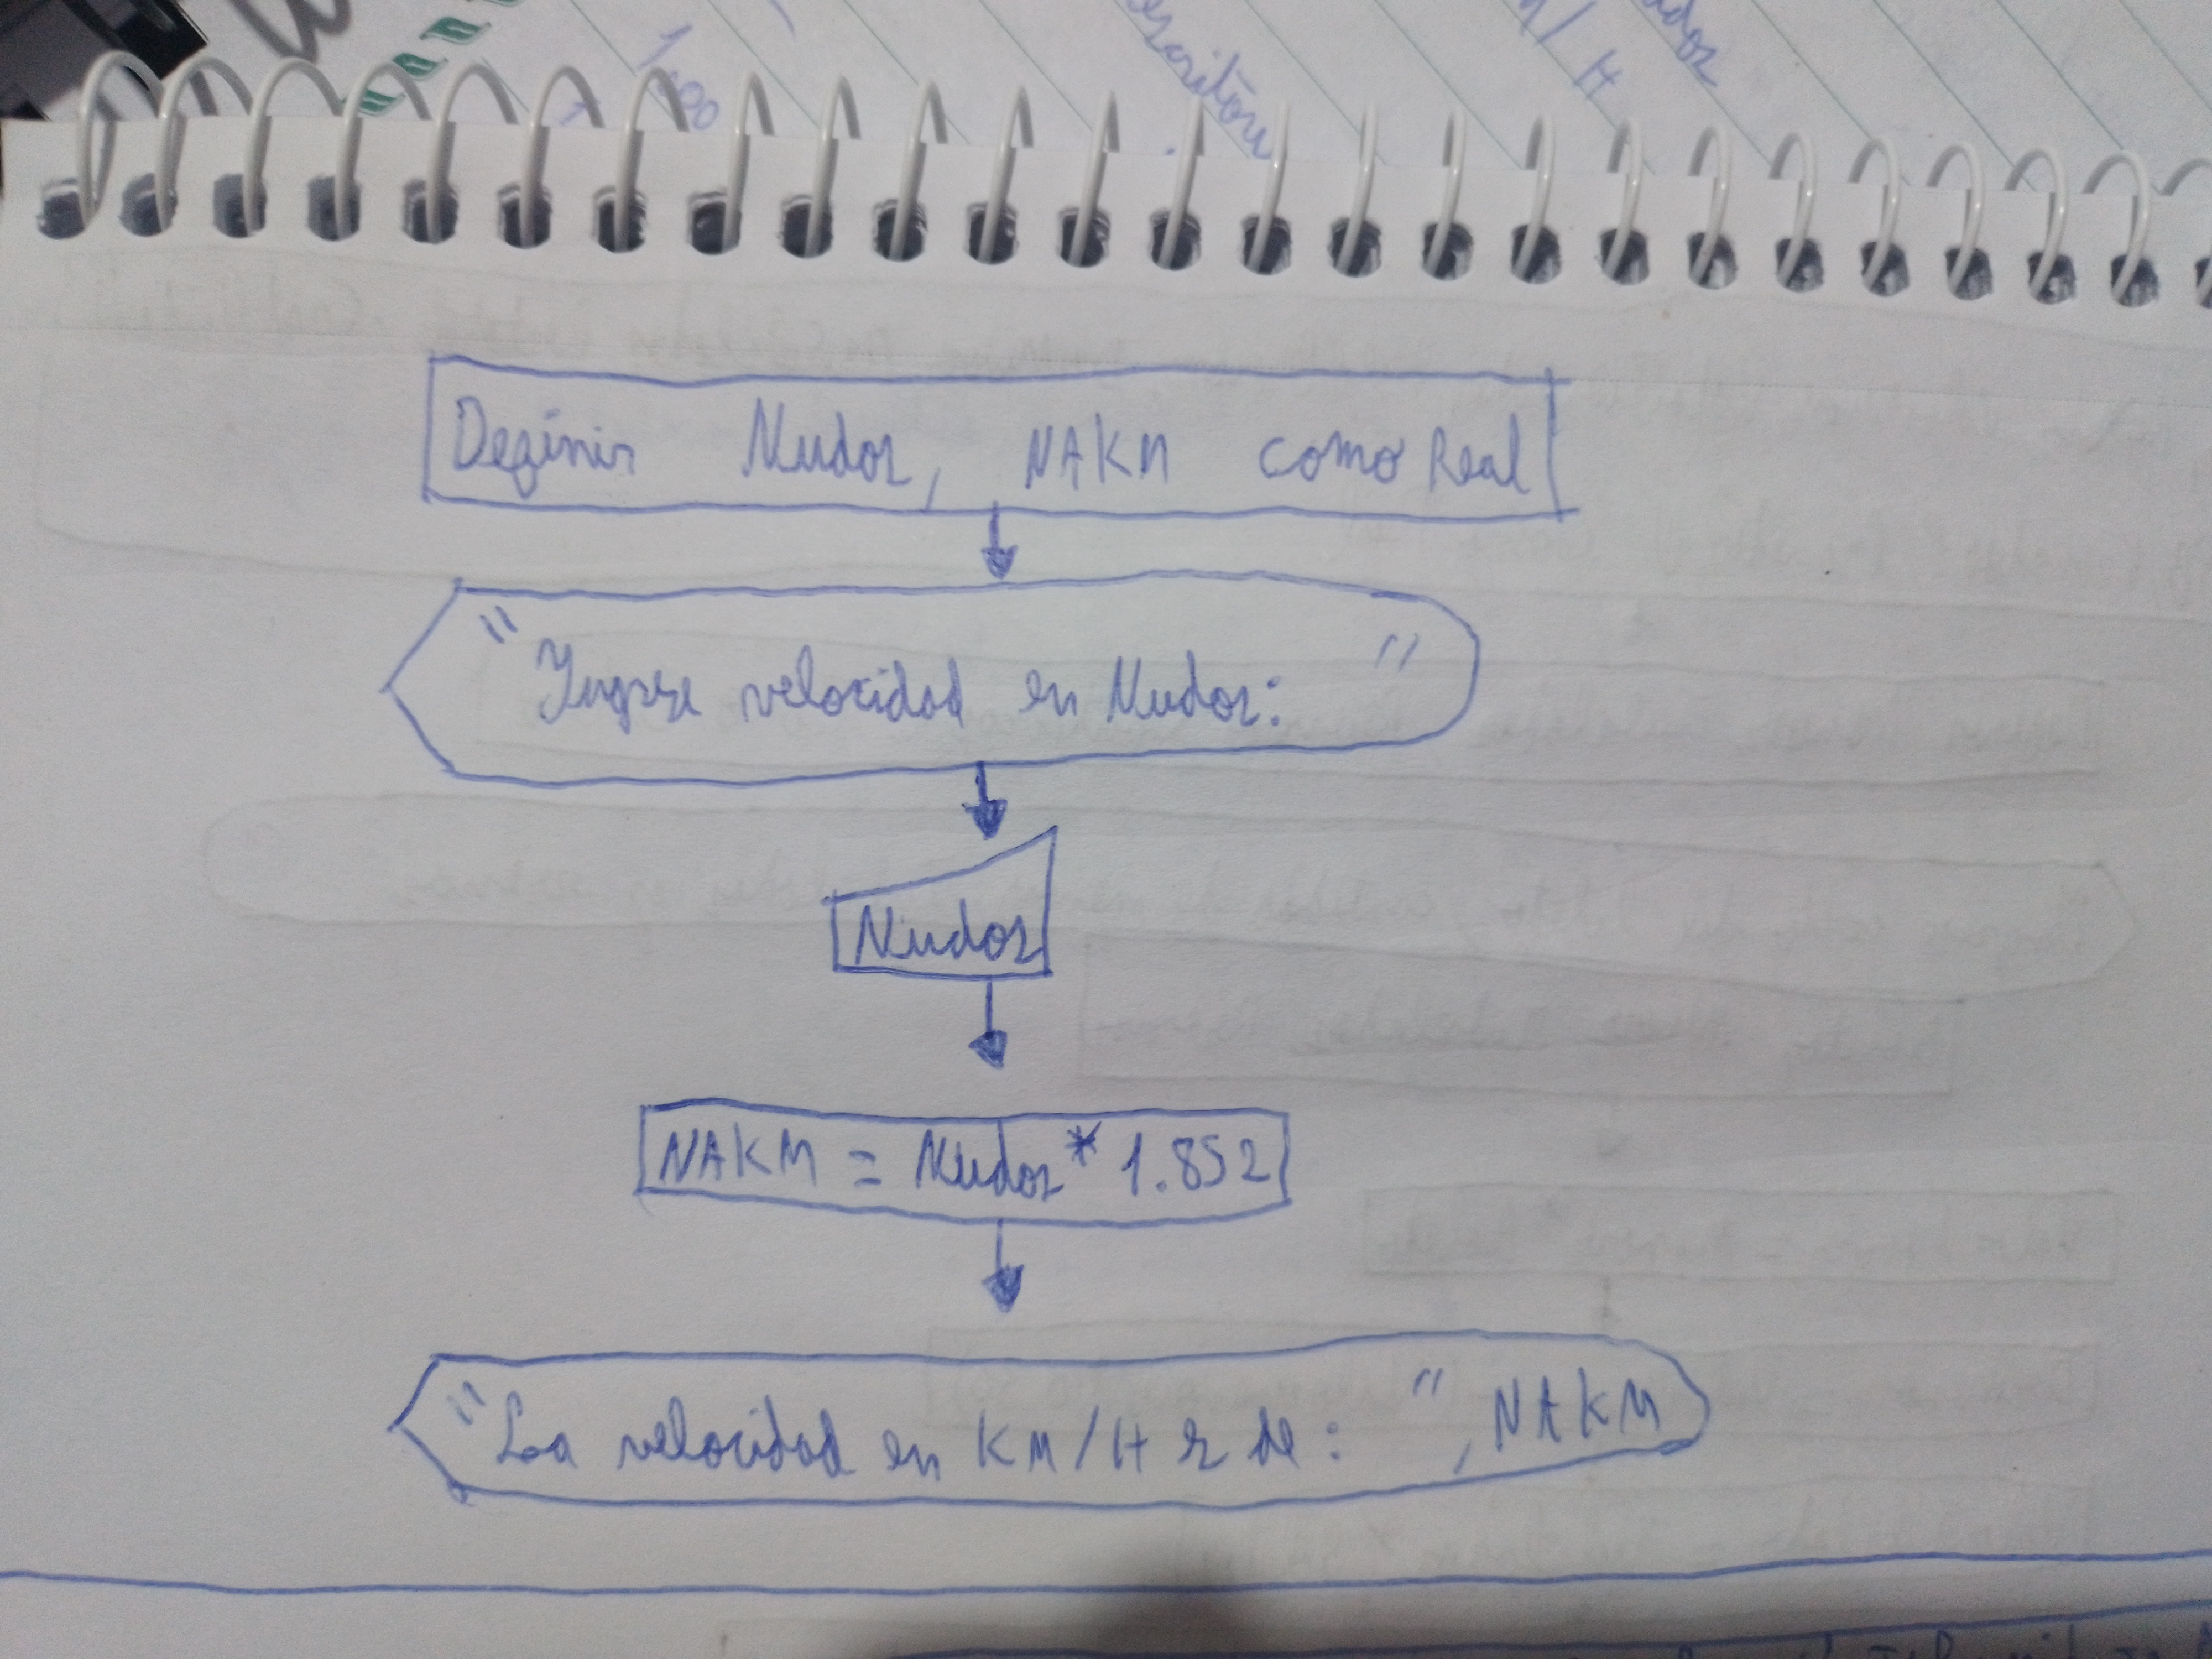 Definir Nudos, NAKM como Real
"Ingrese velocidad en Nudos: "
Nudos
NAKM = Nudos * 1.852
"La velocidad en KM/H es de: ", NAKM